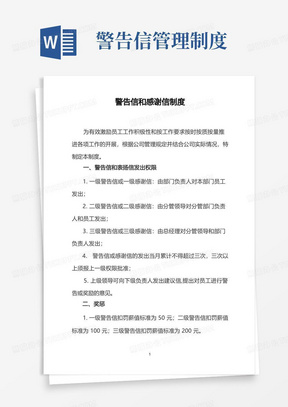 W
警告信管理制度
警告信和感谢信制度
为有效激励员工工作积极性和按工作要求按时按质按量推
进各项工作的开展，根据公司管理规定并结合公司实际情况，特
制定本制度。
一、警告信和表扬信发出权限
1. 一级警告信或一级感谢信：由部门负责人对本部门员工
发出；
2. 二级警告信或二级感谢信：由分管领导对分管部门负责
人和员工发出；
3. 三级警告信或三级感谢信：由总经理对分管领导和部门
负责人发出；
4. 警告信或感谢信的发出当月累计不得超过三次，三次以
上须报上一级权限批准；
5. 上级领导可向下级负责人发出建议信,提出对员工进行警
告或奖励的意见。
二、奖惩
1. 一级警告信扣罚薪值标准为 50 元；二级警告信扣罚薪值
标准为 100 元；三级警告信扣罚薪值标准为 200 元。
1